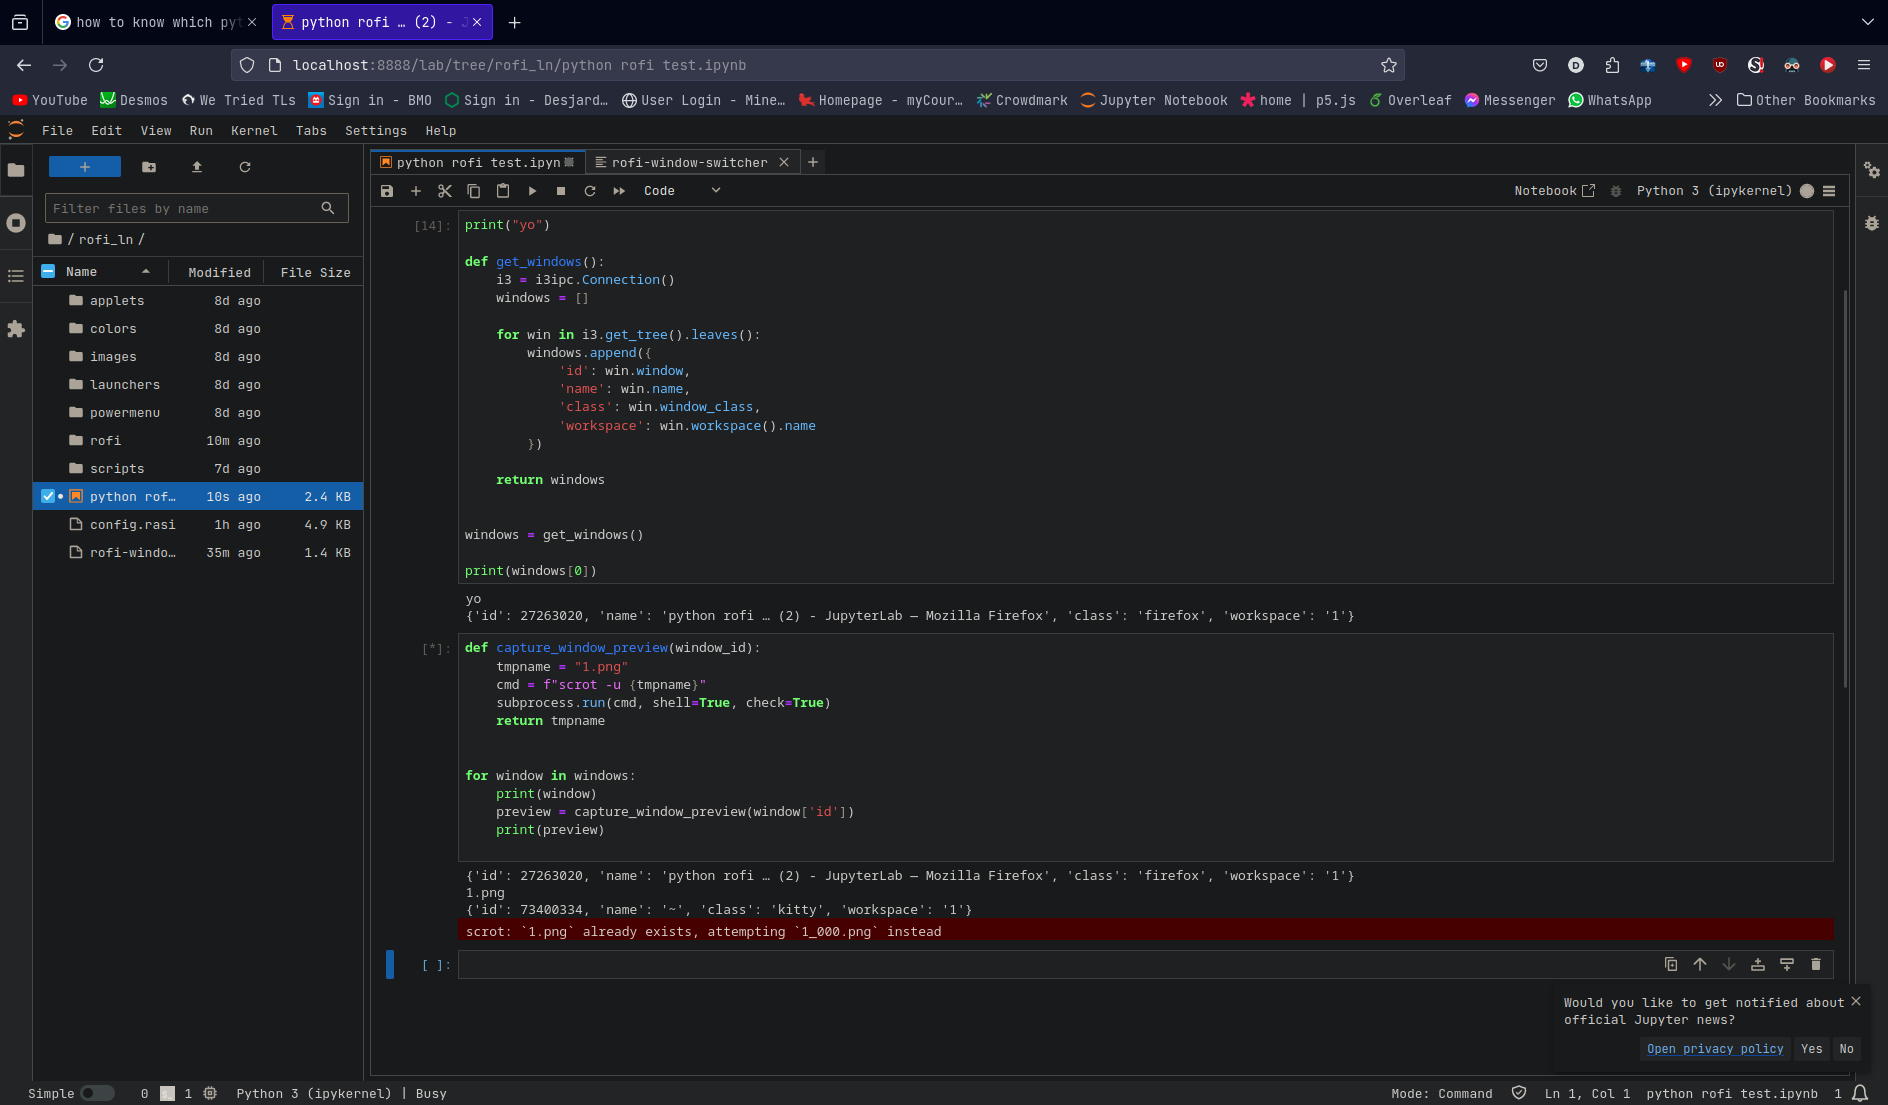 how to know which pyt
python rofi … (2) - J
localhost:8888/lab/tree/rofi_ln/python rofi test.ipynb
YouTube Desmos We Tried TLs Sign in - BMO Sign in - Desjard… User Login - Mine… Homepage - myCour… Crowdmark Jupyter Notebook home | p5.js Overleaf Messenger WhatsApp Other Bookmarks
File Edit View Run Kernel Tabs Settings Help
python rofi test.ipyn rofi-window-switcher
Code Notebook Python 3 (ipykernel)
Filter files by name
/ rofi_ln /
Name Modified File Size
applets 8d ago
colors 8d ago
images 8d ago
launchers 8d ago
powermenu 8d ago
rofi 10m ago
scripts 7d ago
python rof… 10s ago 2.4 KB
config.rasi 1h ago 4.9 KB
rofi-windo… 35m ago 1.4 KB
[14]: print("yo")
def get_windows():
i3 = i3ipc.Connection()
windows = []
for win in i3.get_tree().leaves():
windows.append({
'id': win.window,
'name': win.name,
'class': win.window_class,
'workspace': win.workspace().name
})
return windows
windows = get_windows()
print(windows[0])
yo
{'id': 27263020, 'name': 'python rofi … (2) - JupyterLab — Mozilla Firefox', 'class': 'firefox', 'workspace': '1'}
[*]: def capture_window_preview(window_id):
tmpname = "1.png"
cmd = f"scrot -u {tmpname}"
subprocess.run(cmd, shell=True, check=True)
return tmpname
for window in windows:
print(window)
preview = capture_window_preview(window['id'])
print(preview)
{'id': 27263020, 'name': 'python rofi … (2) - JupyterLab — Mozilla Firefox', 'class': 'firefox', 'workspace': '1'}
1.png
{'id': 73400334, 'name': '~', 'class': 'kitty', 'workspace': '1'}
scrot: `1.png` already exists, attempting `1_000.png` instead
[ ]:
Would you like to get notified about
official Jupyter news?
Open privacy policy Yes No
Simple 0 1 Python 3 (ipykernel) | Busy Mode: Command Ln 1, Col 1 python rofi test.ipynb 1